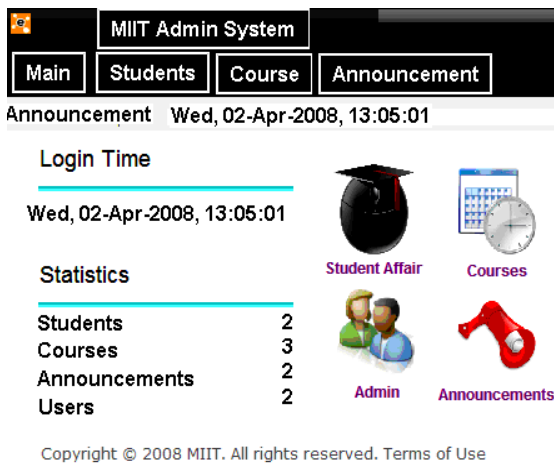 MIIT Admin System
Main Students Course Announcement
Announcement Wed, 02-Apr-2008, 13:05:01
Login Time
Wed, 02-Apr-2008, 13:05:01
Statistics
Students 2
Courses 3
Announcements 2
Users 2
Student Affair Courses
Admin Announcements
Copyright © 2008 MIIT. All rights reserved. Terms of Use